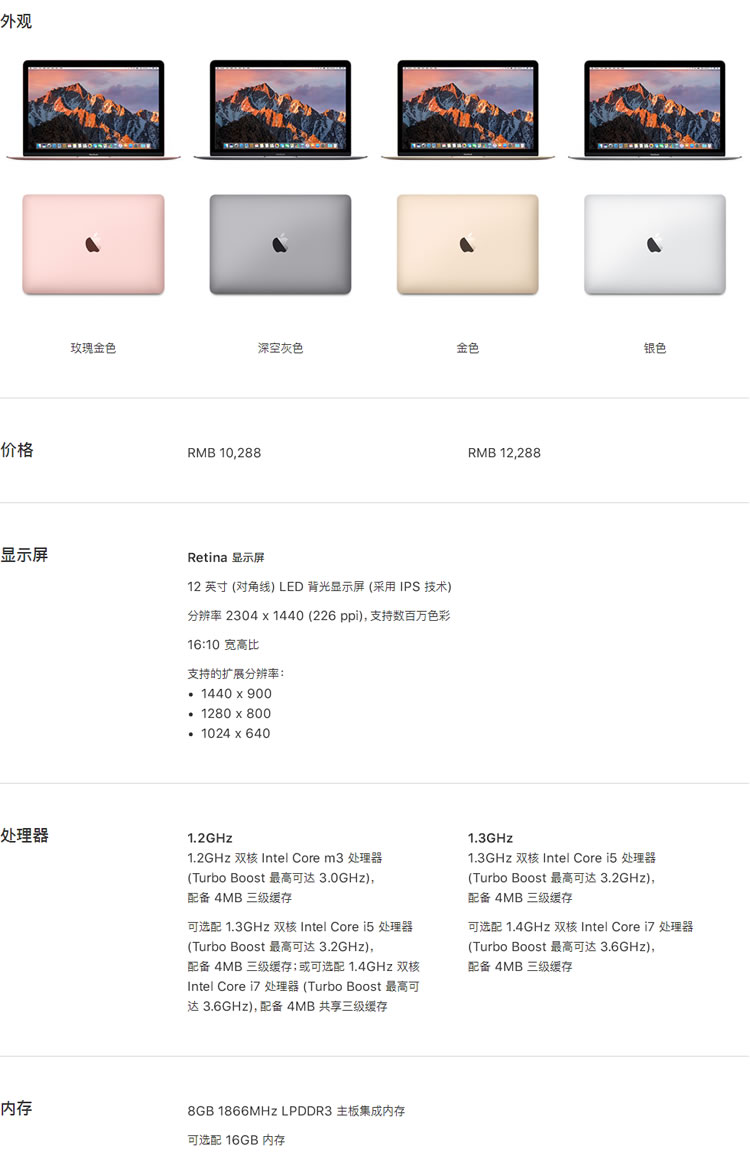 外观
玫瑰金色
深空灰色
金色
银色
价格
RMB 10,288
RMB 12,288
显示屏
Retina 显示屏
12 英寸 (对角线) LED 背光显示屏 (采用 IPS 技术)
分辨率 2304 x 1440 (226 ppi)，支持数百万色彩
16:10 宽高比
支持的扩展分辨率：
• 1440 x 900
• 1280 x 800
• 1024 x 640
处理器
1.2GHz
1.2GHz 双核 Intel Core m3 处理器
(Turbo Boost 最高可达 3.0GHz)，
配备 4MB 三级缓存
可选配 1.3GHz 双核 Intel Core i5 处理器
(Turbo Boost 最高可达 3.2GHz)，
配备 4MB 三级缓存；或可选配 1.4GHz 双核
Intel Core i7 处理器 (Turbo Boost 最高可
达 3.6GHz)，配备 4MB 共享三级缓存
1.3GHz
1.3GHz 双核 Intel Core i5 处理器
(Turbo Boost 最高可达 3.2GHz)，
配备 4MB 三级缓存
可选配 1.4GHz 双核 Intel Core i7 处理器
(Turbo Boost 最高可达 3.6GHz)，
配备 4MB 三级缓存
内存
8GB 1866MHz LPDDR3 主板集成内存
可选配 16GB 内存